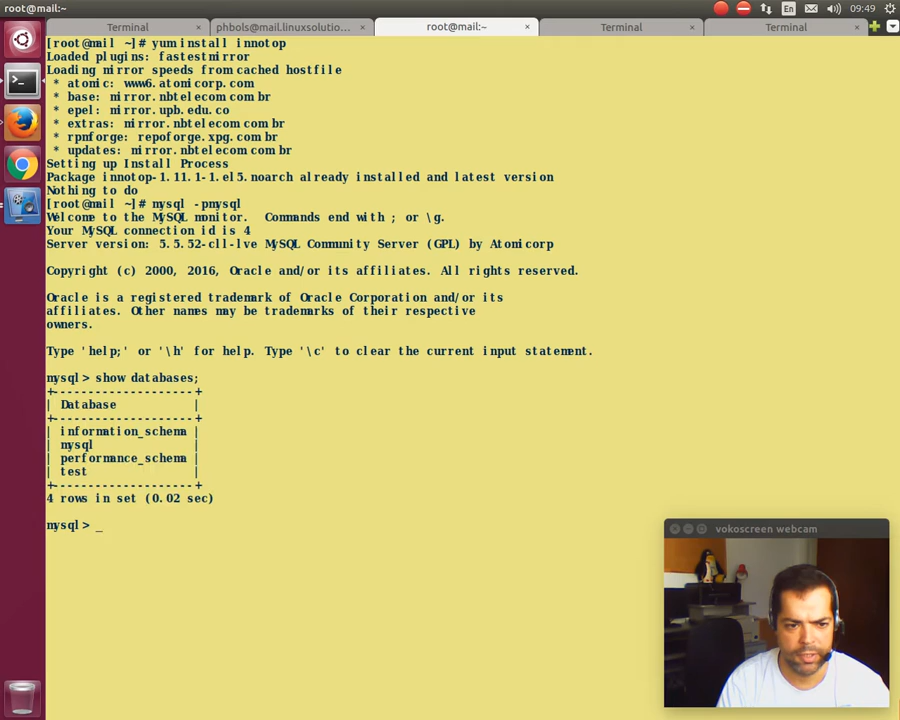 root@mail:~
En
09:49
Terminal
phbols@mail.linuxsolutio...
root@mail:~
Terminal
Terminal
[root@mail ~]# yum install innotop
Loaded plugins: fastestmirror
Loading mirror speeds from cached hostfile
* atomic: www6.atomicorp.com
* base: mirror.nbtelecom.com.br
* epel: mirror.upb.edu.co
* extras: mirror.nbtelecom.com.br
* rpmforge: repoforge.xpg.com.br
* updates: mirror.nbtelecom.com.br
Setting up Install Process
Package innotop-1.11.1-1.el5.noarch already installed and latest version
Nothing to do
[root@mail ~]# mysql -pmysql
Welcome to the MySQL monitor.  Commands end with ; or \g.
Your MySQL connection id is 4
Server version: 5.5.52-cll-lve MySQL Community Server (GPL) by Atomicorp
Copyright (c) 2000, 2016, Oracle and/or its affiliates. All rights reserved.
Oracle is a registered trademark of Oracle Corporation and/or its
affiliates. Other names may be trademarks of their respective
owners.
Type 'help;' or '\h' for help. Type '\c' to clear the current input statement.
mysql> show databases;
+--------------------+
| Database           |
+--------------------+
| information_schema |
| mysql              |
| performance_schema |
| test               |
+--------------------+
4 rows in set (0.02 sec)
mysql> _
vokoscreen webcam